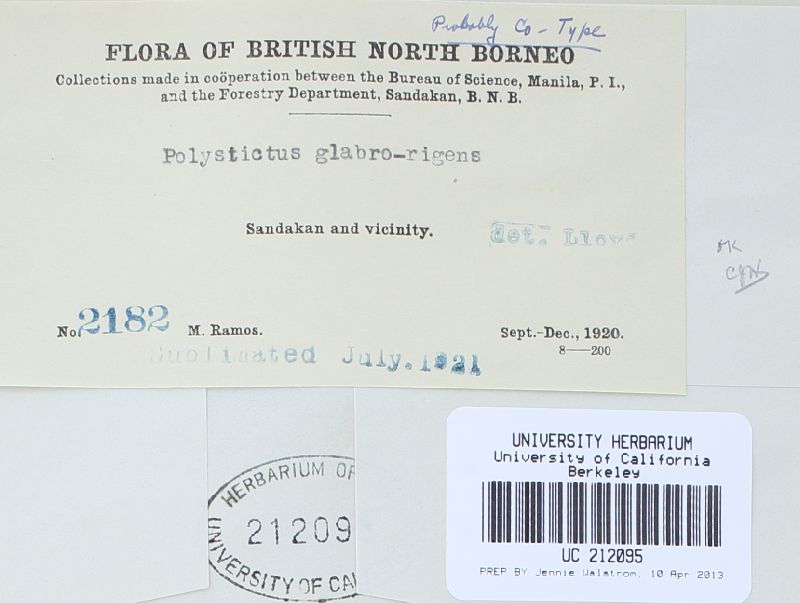 Probably Co-Type
FLORA OF BRITISH NORTH BORNEO
Collections made in coöperation between the Bureau of Science, Manila, P. I.,
and the Forestry Department, Sandakan, B. N. B.
Polystictus glabro-rigens
Sandakan and vicinity.
det.
OK
No. 2182 M. Ramos.
Sept.-Dec., 1920.
8—200
Suolimated July.1921
HERBARIUM OF
21209
UNIVERSITY OF CA
UNIVERSITY HERBARIUM
University of California
Berkeley
UC 212095
PREP BY Jennie Walstrom, 10 Apr 2013